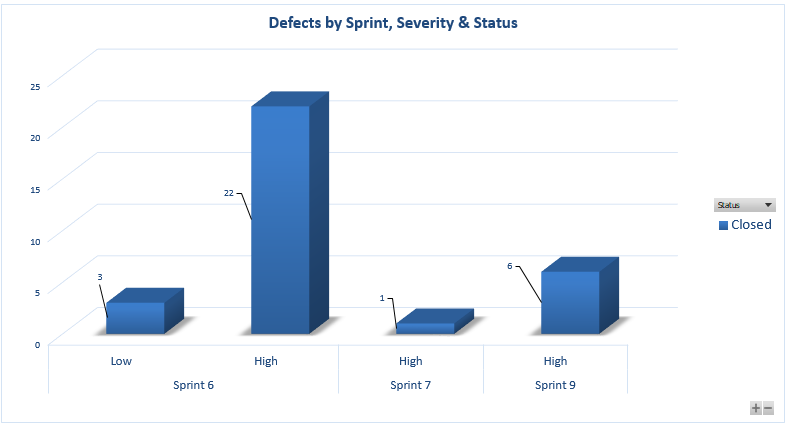 Defects by Sprint, Severity & Status
25
20
15
10
5
0
3
22
1
6
Low
High
High
High
Sprint 6
Sprint 7
Sprint 9
Status
Closed